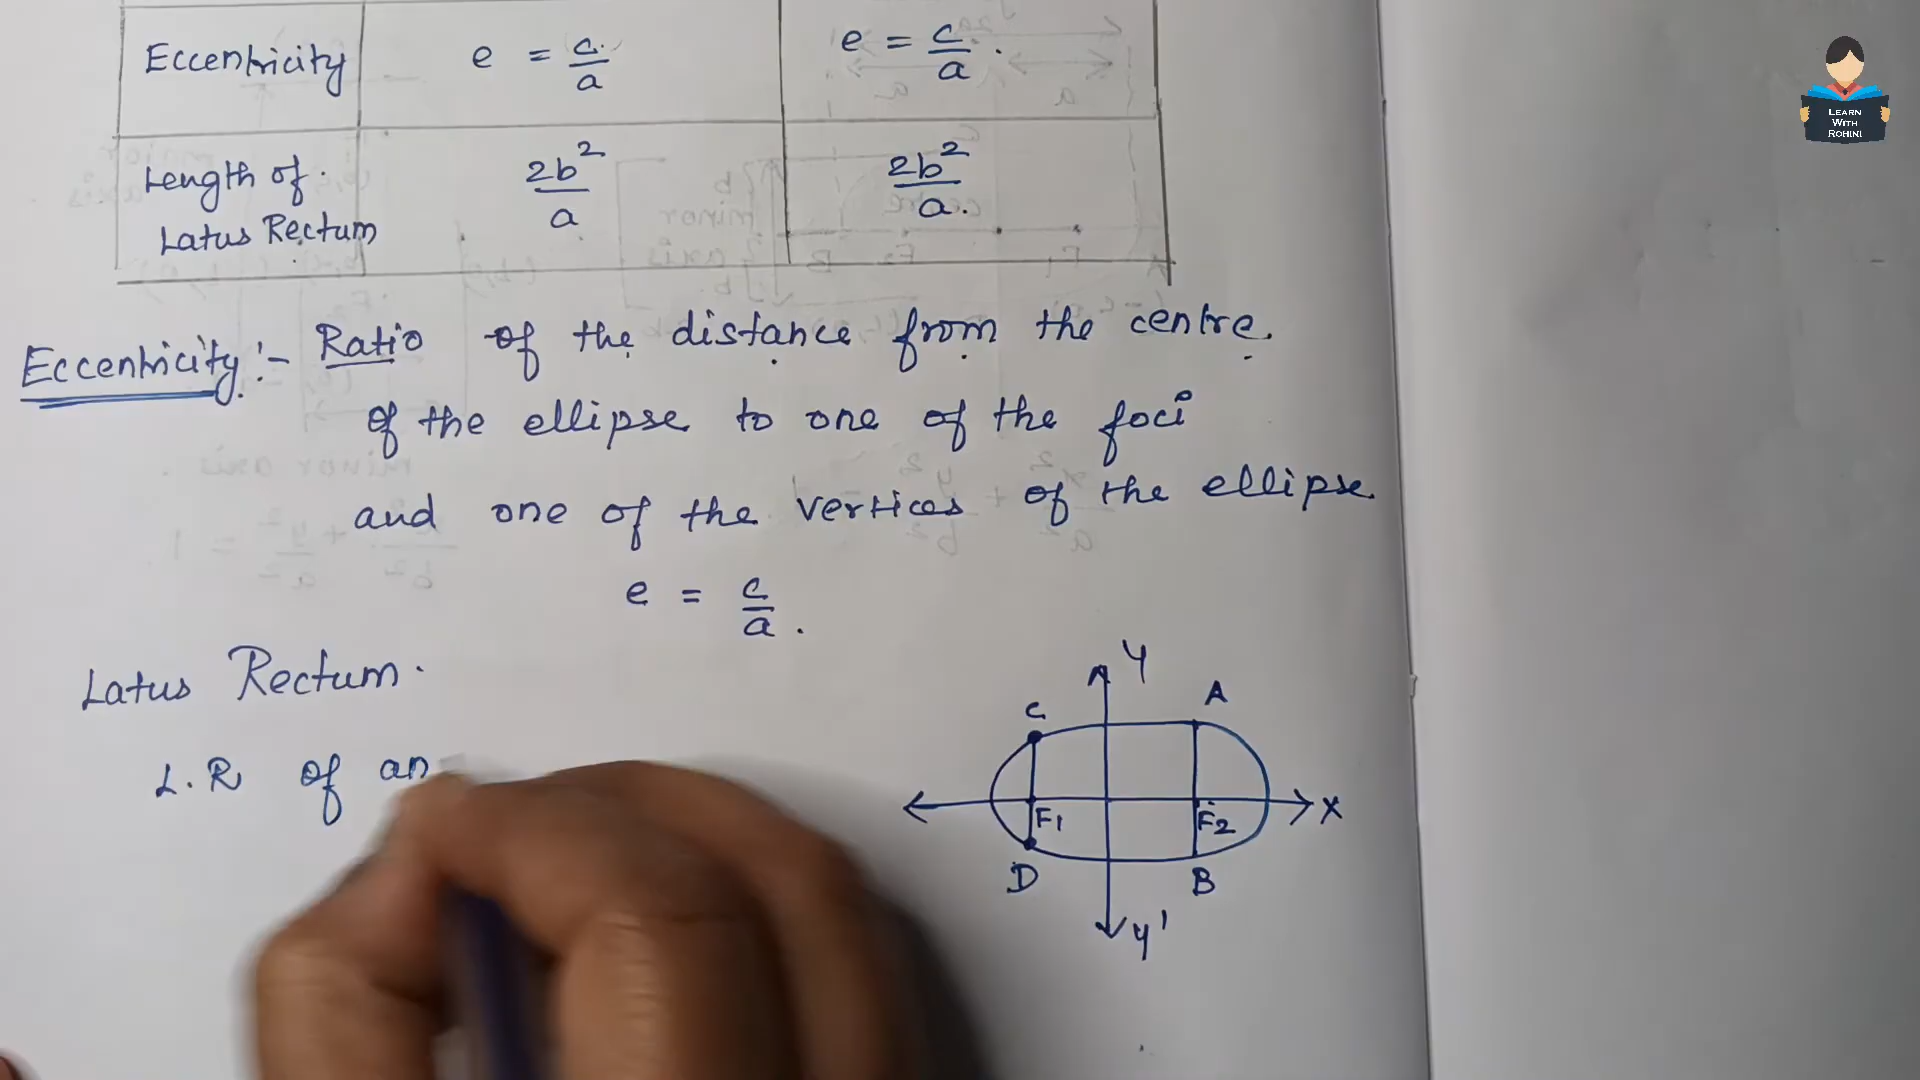 Eccentricity e = c/a e = c/a.
Length of Latus Rectum 2b²/a 2b²/a.
Eccentricity :- Ratio of the distance from the centre
of the ellipse to one of the foci
and one of the vertices of the ellipse
e = c/a.
Latus Rectum.
L.R of an
Y
C A
F1 F2 X
D B
Y'
LEARN
WITH
ROHINI